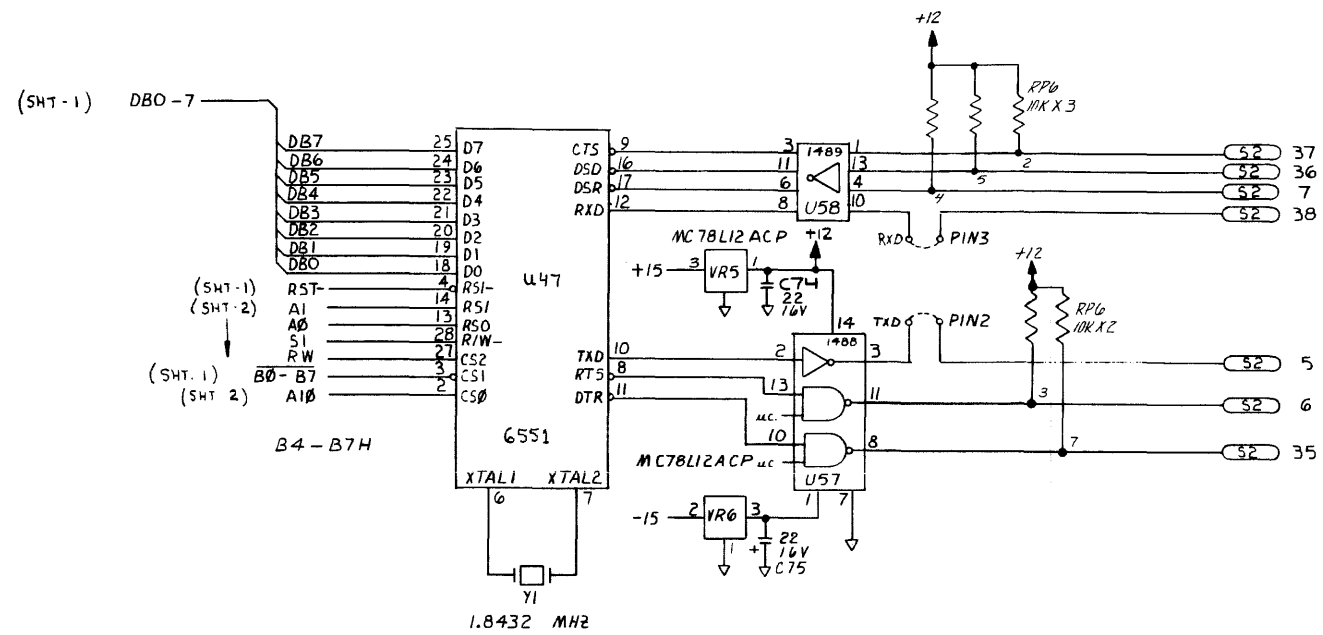 +12
(SHT-1) DB0-7
RP6
10K X 3
DB7 25 D7
DB6 24 D6
DB5 23 D5
DB4 22 D4
DB3 21 D3
DB2 20 D2
DB1 19 D1
DB0 18 D0
(SHT-1) RST- 4 RS1-
(SHT-2) A1 14 RS1
AØ 13 RS0
S1 28 R/W-
RW 27 CS2
(SHT. 1) BØ-B7 3 CS1
(SHT 2) A1Ø 2 CSØ
B4-B7H
U47
6551
CTS 9
DSD 16
DSR 17
RXD 12
TXD 10
RTS 8
DTR 11
XTAL1 XTAL2
6 7
Y1
1.8432 MHZ
3 1489 1
11 13
6 4
8 U58 10
2
5
4
S2 37
S2 36
S2 7
S2 38
RXD PIN3
MC78L12ACP
+12
+15 3 VR5 1
C74
22
16V
14
1488
2 3
TXD PIN2
+12
RP6
10K X 2
13 11
uc.
3
10 8
MC78L12ACP uc
7
U57
1 7
S2 5
S2 6
S2 35
-15 2 VR6 3
1
+ 22
16V
C75